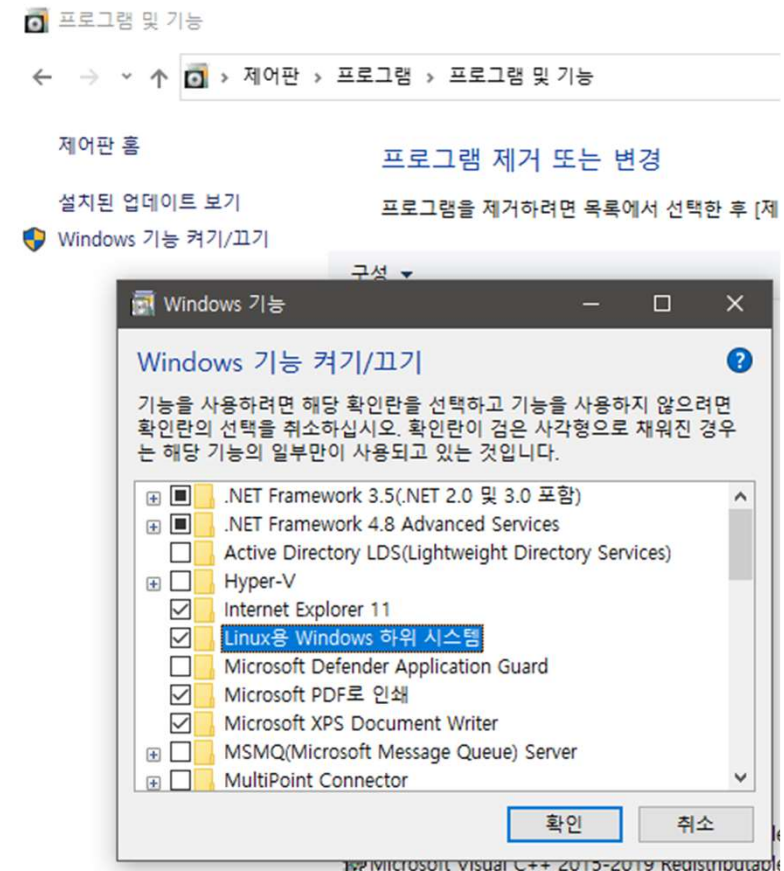 프로그램 및 기능
제어판 > 프로그램 > 프로그램 및 기능
제어판 홈
설치된 업데이트 보기
Windows 기능 켜기/끄기
프로그램 제거 또는 변경
프로그램을 제거하려면 목록에서 선택한 후 [제
구성
Windows 기능
Windows 기능 켜기/끄기
기능을 사용하려면 해당 확인란을 선택하고 기능을 사용하지 않으려면
확인란의 선택을 취소하십시오. 확인란이 검은 사각형으로 채워진 경우
는 해당 기능의 일부만이 사용되고 있는 것입니다.
.NET Framework 3.5(.NET 2.0 및 3.0 포함)
.NET Framework 4.8 Advanced Services
Active Directory LDS(Lightweight Directory Services)
Hyper-V
Internet Explorer 11
Linux용 Windows 하위 시스템
Microsoft Defender Application Guard
Microsoft PDF로 인쇄
Microsoft XPS Document Writer
MSMQ(Microsoft Message Queue) Server
MultiPoint Connector
확인
취소
Microsoft Visual C++ 2015-2019 Redistributable